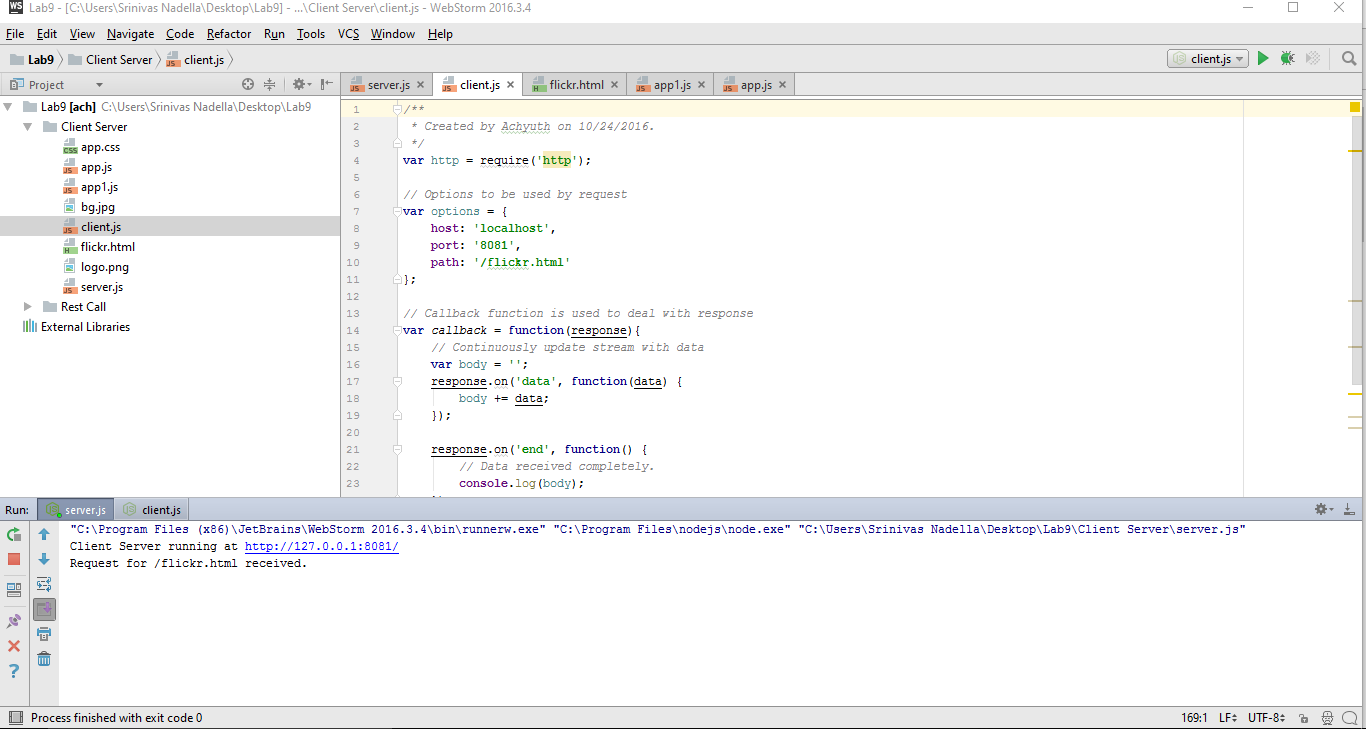 WS Lab9 - [C:\Users\Srinivas Nadella\Desktop\Lab9] - ...\Client Server\client.js - WebStorm 2016.3.4
File Edit View Navigate Code Refactor Run Tools VCS Window Help
Lab9 Client Server client.js client.js
Project server.js client.js flickr.html app1.js app.js
Lab9 [ach] C:\Users\Srinivas Nadella\Desktop\Lab9
Client Server
CSS app.css
JS app.js
JS app1.js
bg.jpg
JS client.js
H flickr.html
logo.png
JS server.js
Rest Call
External Libraries
1 /**
2 * Created by Achyuth on 10/24/2016.
3 */
4 var http = require('http');
5
6 // Options to be used by request
7 var options = {
8 host: 'localhost',
9 port: '8081',
10 path: '/flickr.html'
11 };
12
13 // Callback function is used to deal with response
14 var callback = function(response){
15 // Continuously update stream with data
16 var body = '';
17 response.on('data', function(data) {
18 body += data;
19 });
20
21 response.on('end', function() {
22 // Data received completely.
23 console.log(body);
Run: server.js client.js
"C:\Program Files (x86)\JetBrains\WebStorm 2016.3.4\bin\runnerw.exe" "C:\Program Files\nodejs\node.exe" "C:\Users\Srinivas Nadella\Desktop\Lab9\Client Server\server.js"
Client Server running at http://127.0.0.1:8081/
Request for /flickr.html received.
Process finished with exit code 0 169:1 LF UTF-8